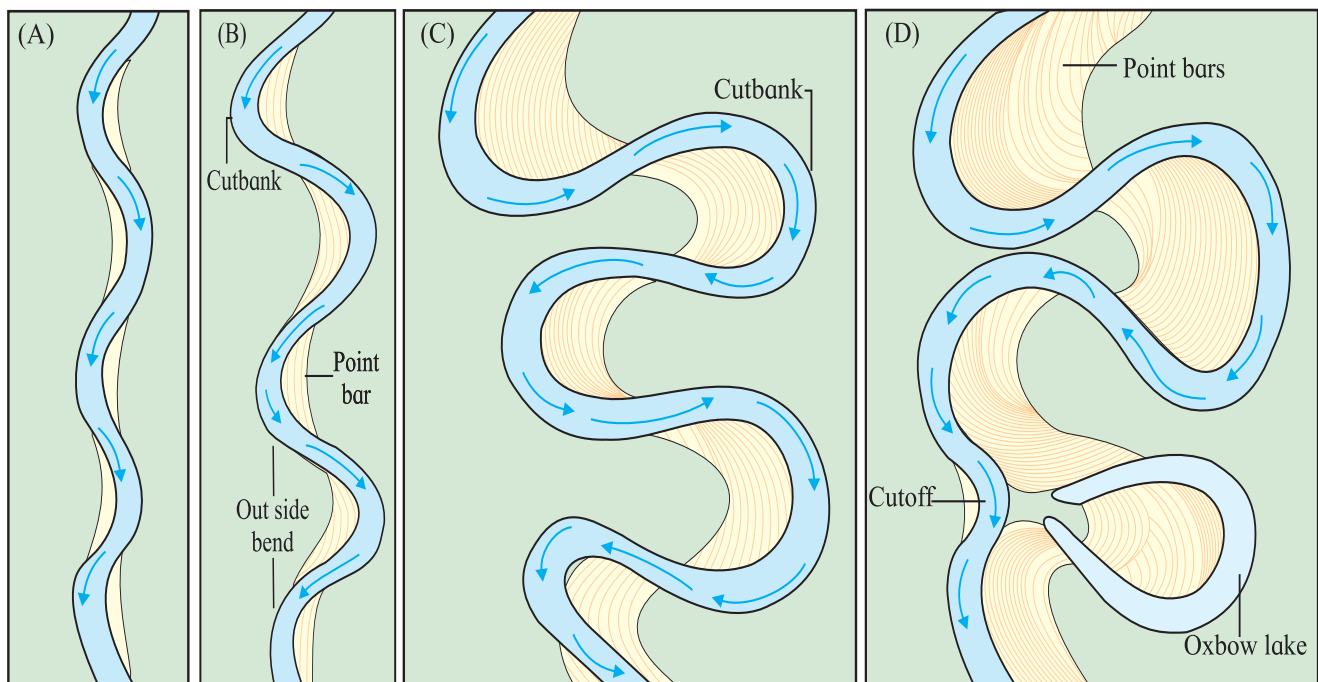 (A)
(B)
Cutbank
Point
bar
Out side
bend
(C)
Cutbank
(D)
Point bars
Cutoff
Oxbow lake